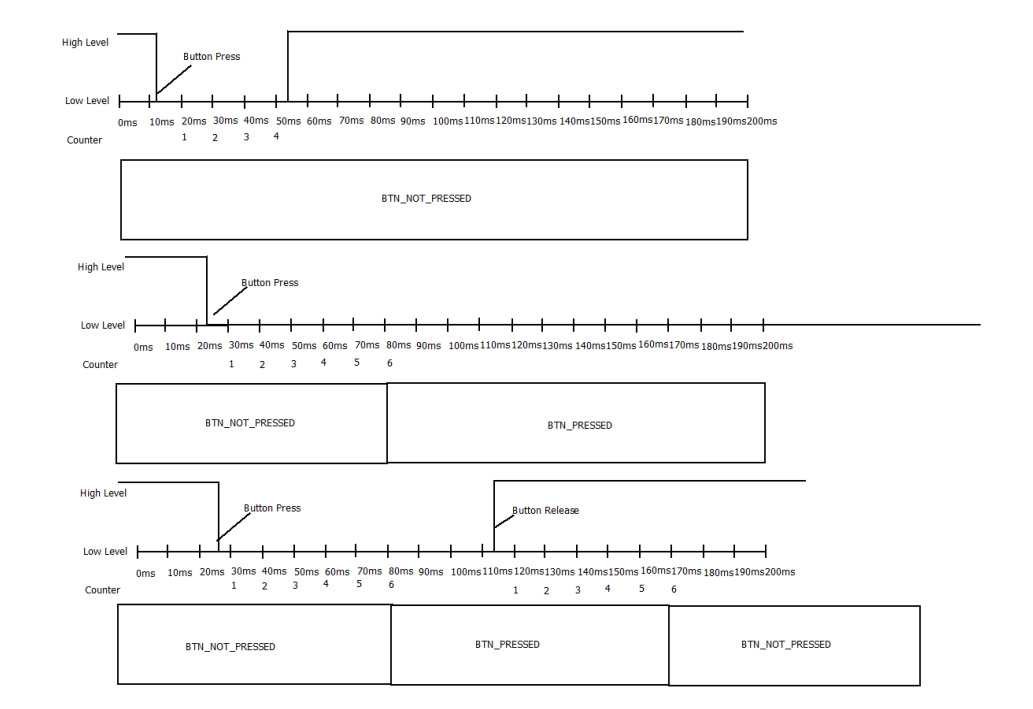 High Level
Button Press
Low Level
0ms 10ms 20ms 30ms 40ms 50ms 60ms 70ms 80ms 90ms 100ms 110ms 120ms 130ms 140ms 150ms 160ms 170ms 180ms 190ms 200ms
Counter 1 2 3 4
BTN_NOT_PRESSED
High Level
Button Press
Low Level
0ms 10ms 20ms 30ms 40ms 50ms 60ms 70ms 80ms 90ms 100ms 110ms 120ms 130ms 140ms 150ms 160ms 170ms 180ms 190ms 200ms
Counter 1 2 3 4 5 6
BTN_NOT_PRESSED BTN_PRESSED
High Level
Button Press Button Release
Low Level
0ms 10ms 20ms 30ms 40ms 50ms 60ms 70ms 80ms 90ms 100ms 110ms 120ms 130ms 140ms 150ms 160ms 170ms 180ms 190ms 200ms
Counter 1 2 3 4 5 6 1 2 3 4 5 6
BTN_NOT_PRESSED BTN_PRESSED BTN_NOT_PRESSED